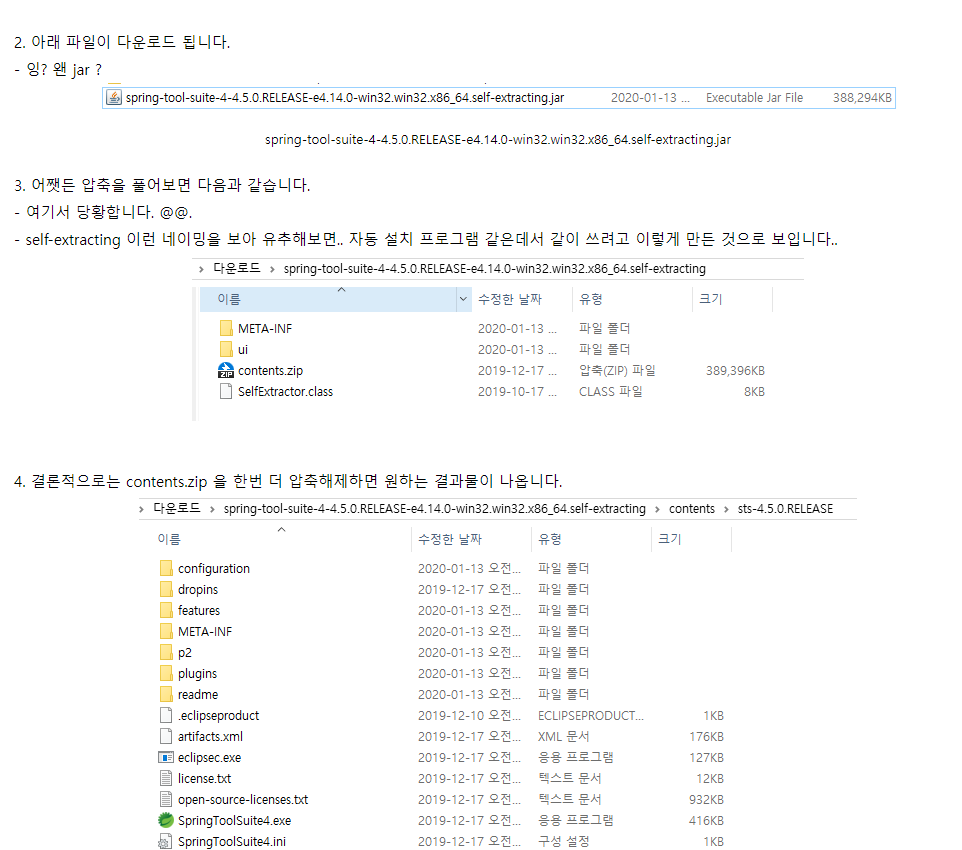 2. 아래 파일이 다운로드 됩니다.
- 잉? 왠 jar ?
spring-tool-suite-4-4.5.0.RELEASE-e4.14.0-win32.win32.x86_64.self-extracting.jar 2020-01-13 ... Executable Jar File 388,294KB
spring-tool-suite-4-4.5.0.RELEASE-e4.14.0-win32.win32.x86_64.self-extracting.jar
3. 어쨋든 압축을 풀어보면 다음과 같습니다.
- 여기서 당황합니다. @@.
- self-extracting 이런 네이밍을 보아 유추해보면.. 자동 설치 프로그램 같은데서 같이 쓰려고 이렇게 만든 것으로 보입니다..
› 다운로드 › spring-tool-suite-4-4.5.0.RELEASE-e4.14.0-win32.win32.x86_64.self-extracting
이름 수정한 날짜 유형 크기
META-INF 2020-01-13 ... 파일 폴더
ui 2020-01-13 ... 파일 폴더
ZIP contents.zip 2019-12-17 ... 압축(ZIP) 파일 389,396KB
SelfExtractor.class 2019-10-17 ... CLASS 파일 8KB
4. 결론적으로는 contents.zip 을 한번 더 압축해제하면 원하는 결과물이 나옵니다.
› 다운로드 › spring-tool-suite-4-4.5.0.RELEASE-e4.14.0-win32.win32.x86_64.self-extracting › contents › sts-4.5.0.RELEASE
이름 수정한 날짜 유형 크기
configuration 2020-01-13 오전... 파일 폴더
dropins 2019-12-17 오전... 파일 폴더
features 2020-01-13 오전... 파일 폴더
META-INF 2020-01-13 오전... 파일 폴더
p2 2020-01-13 오전... 파일 폴더
plugins 2020-01-13 오전... 파일 폴더
readme 2020-01-13 오전... 파일 폴더
.eclipseproduct 2019-12-10 오전... ECLIPSEPRODUCT... 1KB
artifacts.xml 2019-12-17 오전... XML 문서 176KB
eclipsec.exe 2019-12-17 오전... 응용 프로그램 127KB
license.txt 2019-12-17 오전... 텍스트 문서 12KB
open-source-licenses.txt 2019-12-17 오전... 텍스트 문서 932KB
SpringToolSuite4.exe 2019-12-17 오전... 응용 프로그램 416KB
SpringToolSuite4.ini 2019-12-17 오전... 구성 설정 1KB